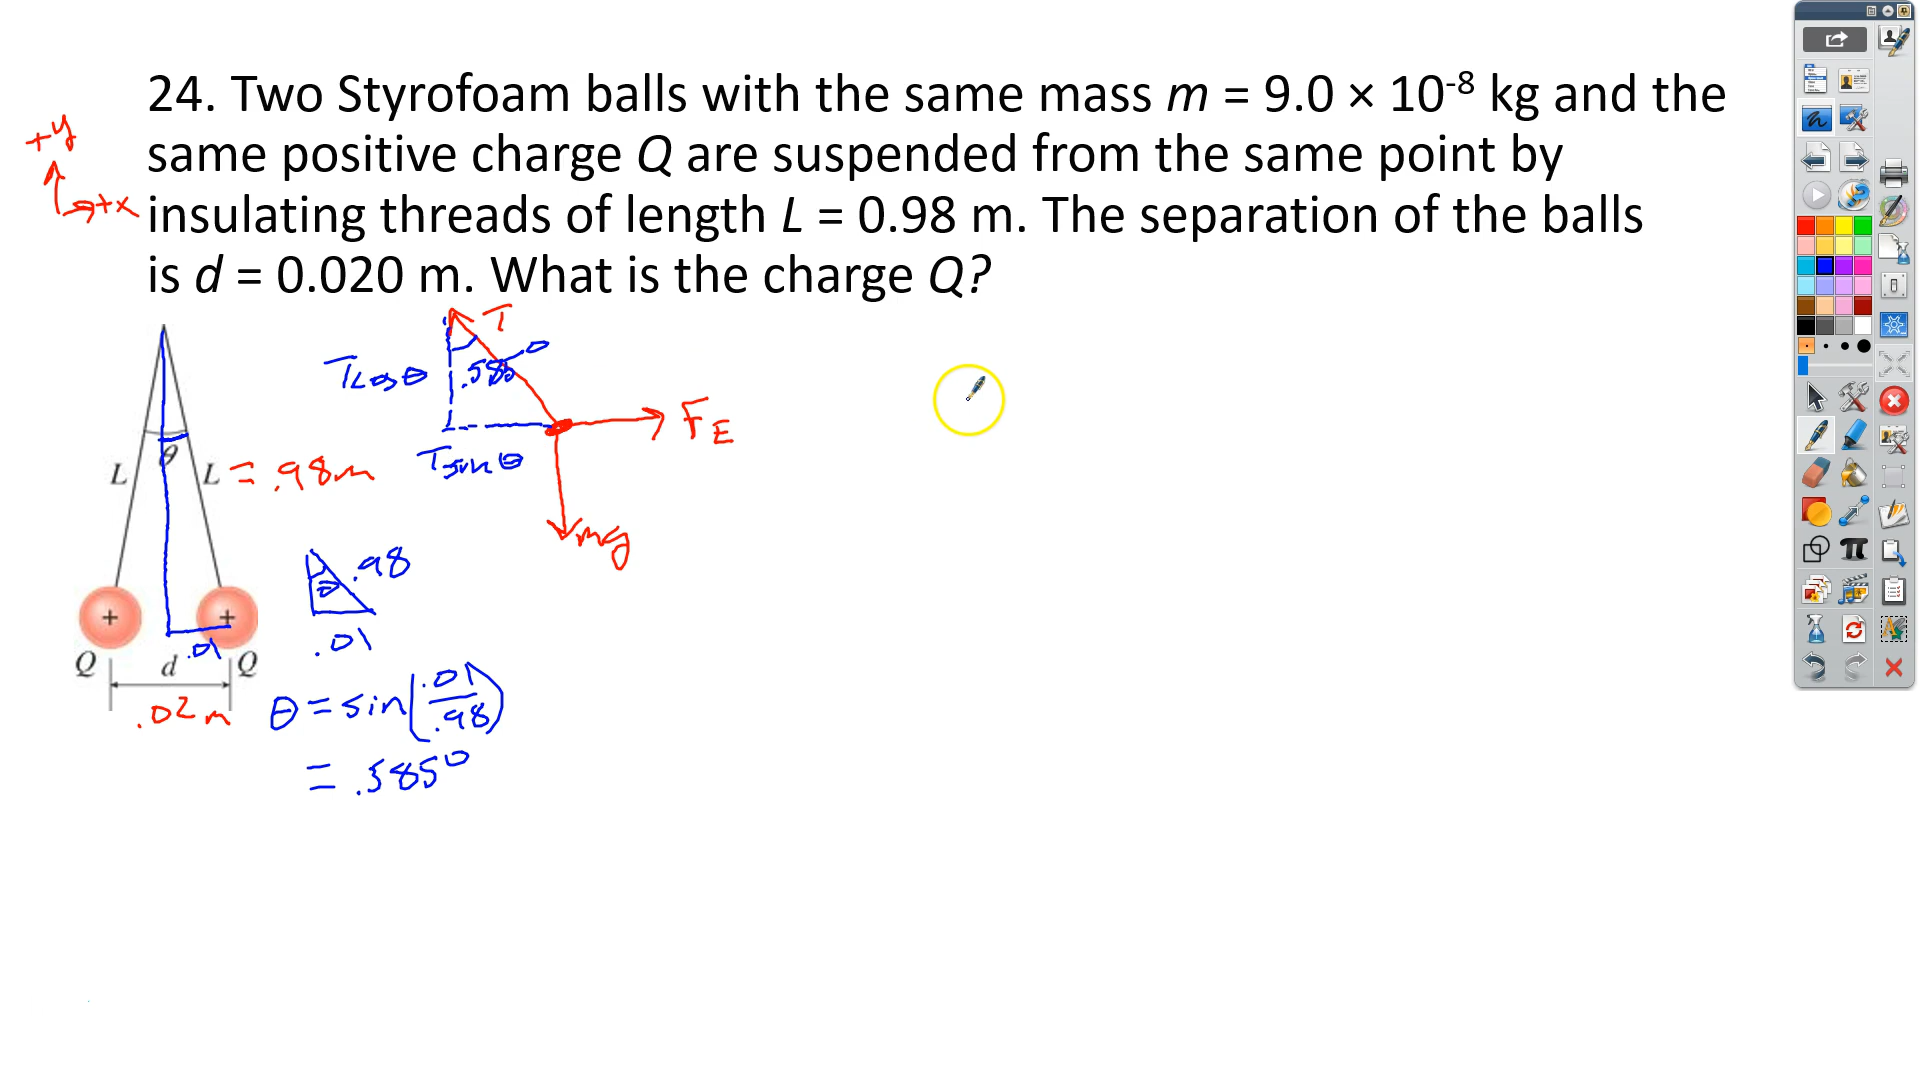 24. Two Styrofoam balls with the same mass m = 9.0 × 10-8 kg and the
same positive charge Q are suspended from the same point by
insulating threads of length L = 0.98 m. The separation of the balls
is d = 0.020 m. What is the charge Q?
+y
+x
T
Tcosθ
.585°
FE
Tsinθ
mg
θ
L
L = .98m
.98
θ
.01
+
+
.01
Q
d
Q
.02 m
θ = sin(.01/.98)
= .585°